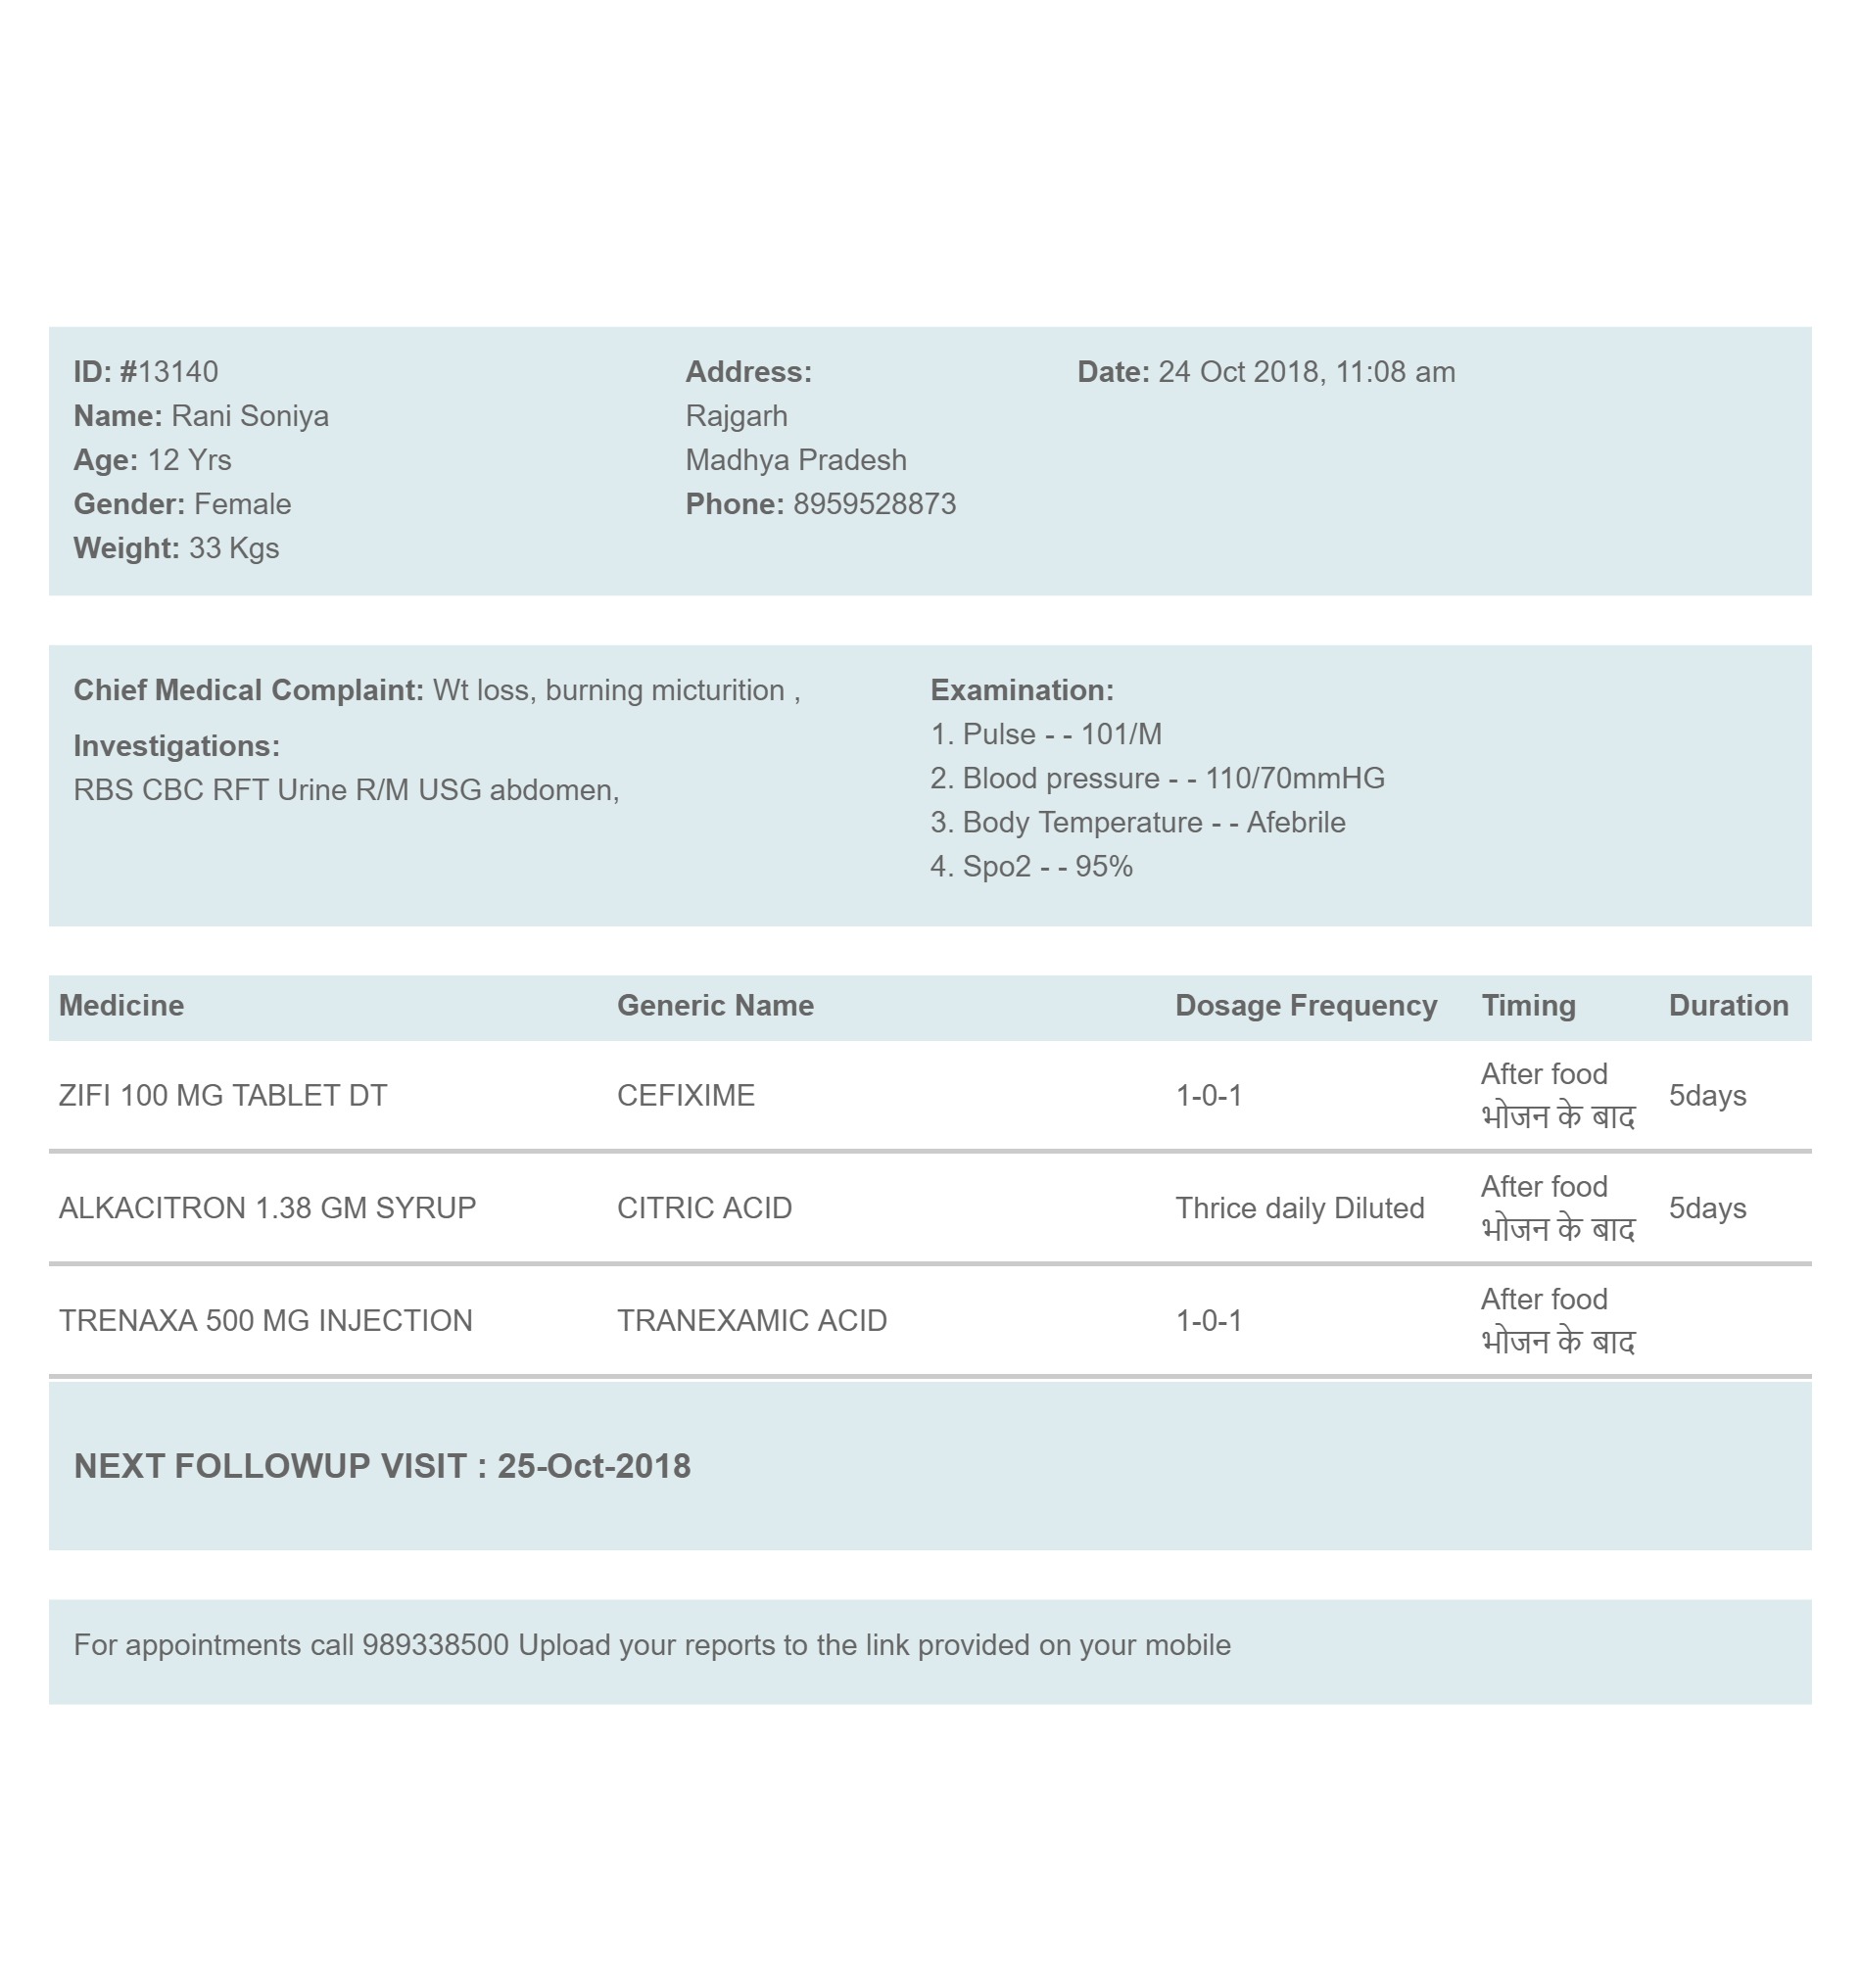 ID: #13140
Name: Rani Soniya
Age: 12 Yrs
Gender: Female
Weight: 33 Kgs
Address:
Rajgarh
Madhya Pradesh
Phone: 8959528873
Date: 24 Oct 2018, 11:08 am
Chief Medical Complaint: Wt loss, burning micturition ,
Investigations:
RBS CBC RFT Urine R/M USG abdomen,
Examination:
1. Pulse - - 101/M
2. Blood pressure - - 110/70mmHG
3. Body Temperature - - Afebrile
4. Spo2 - - 95%
Medicine Generic Name Dosage Frequency Timing Duration
ZIFI 100 MG TABLET DT CEFIXIME 1-0-1 After food 5days
भोजन के बाद
ALKACITRON 1.38 GM SYRUP CITRIC ACID Thrice daily Diluted After food 5days
भोजन के बाद
TRENAXA 500 MG INJECTION TRANEXAMIC ACID 1-0-1 After food
भोजन के बाद
NEXT FOLLOWUP VISIT : 25-Oct-2018
For appointments call 989338500 Upload your reports to the link provided on your mobile